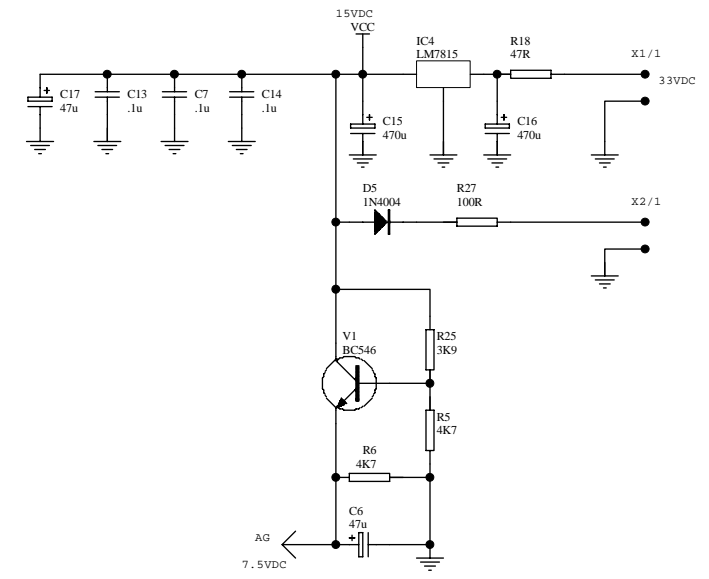 15VDC
VCC
IC4
LM7815
R18
47R
X1/1
33VDC
C17
47u
C13
.1u
C7
.1u
C14
.1u
C15
470u
C16
470u
D5
1N4004
R27
100R
X2/1
V1
BC546
R25
3K9
R5
4K7
R6
4K7
C6
47u
AG
7.5VDC